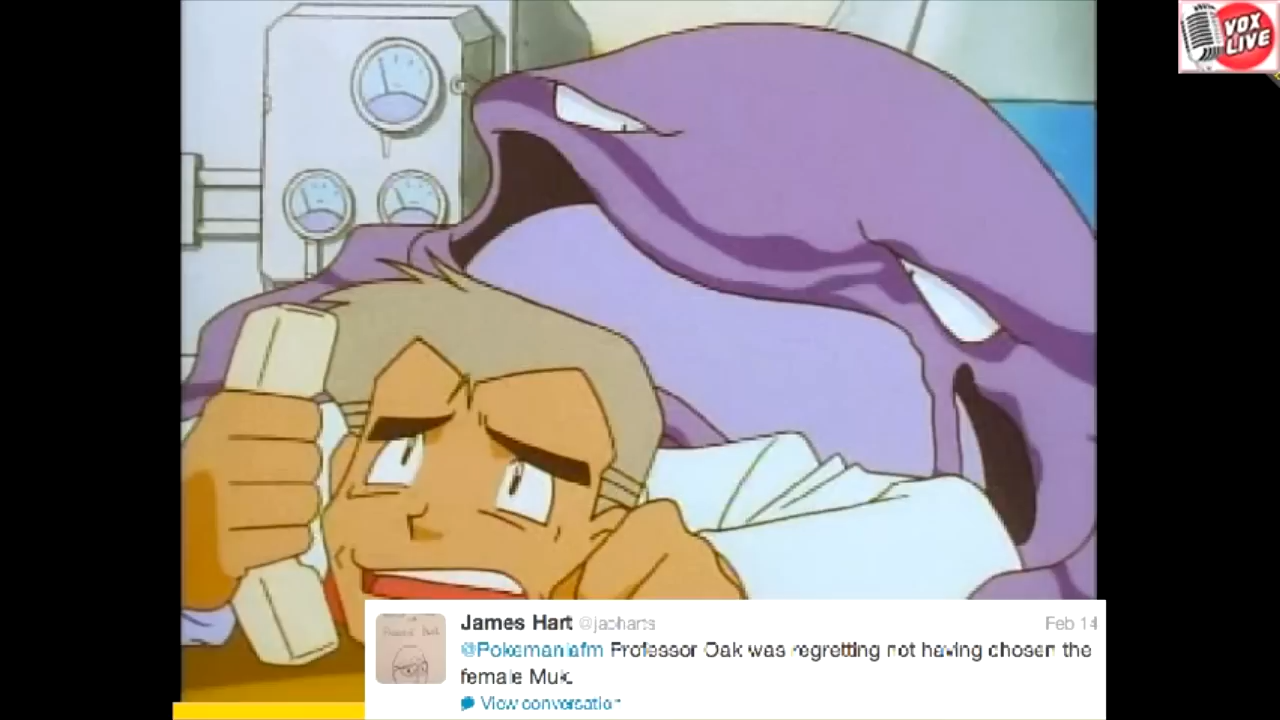 VOX
LIVE
James Hart @jaoharts Feb 14
@Pokemaniafm Professor Oak was regretting not having chosen the
female Muk.
View conversation